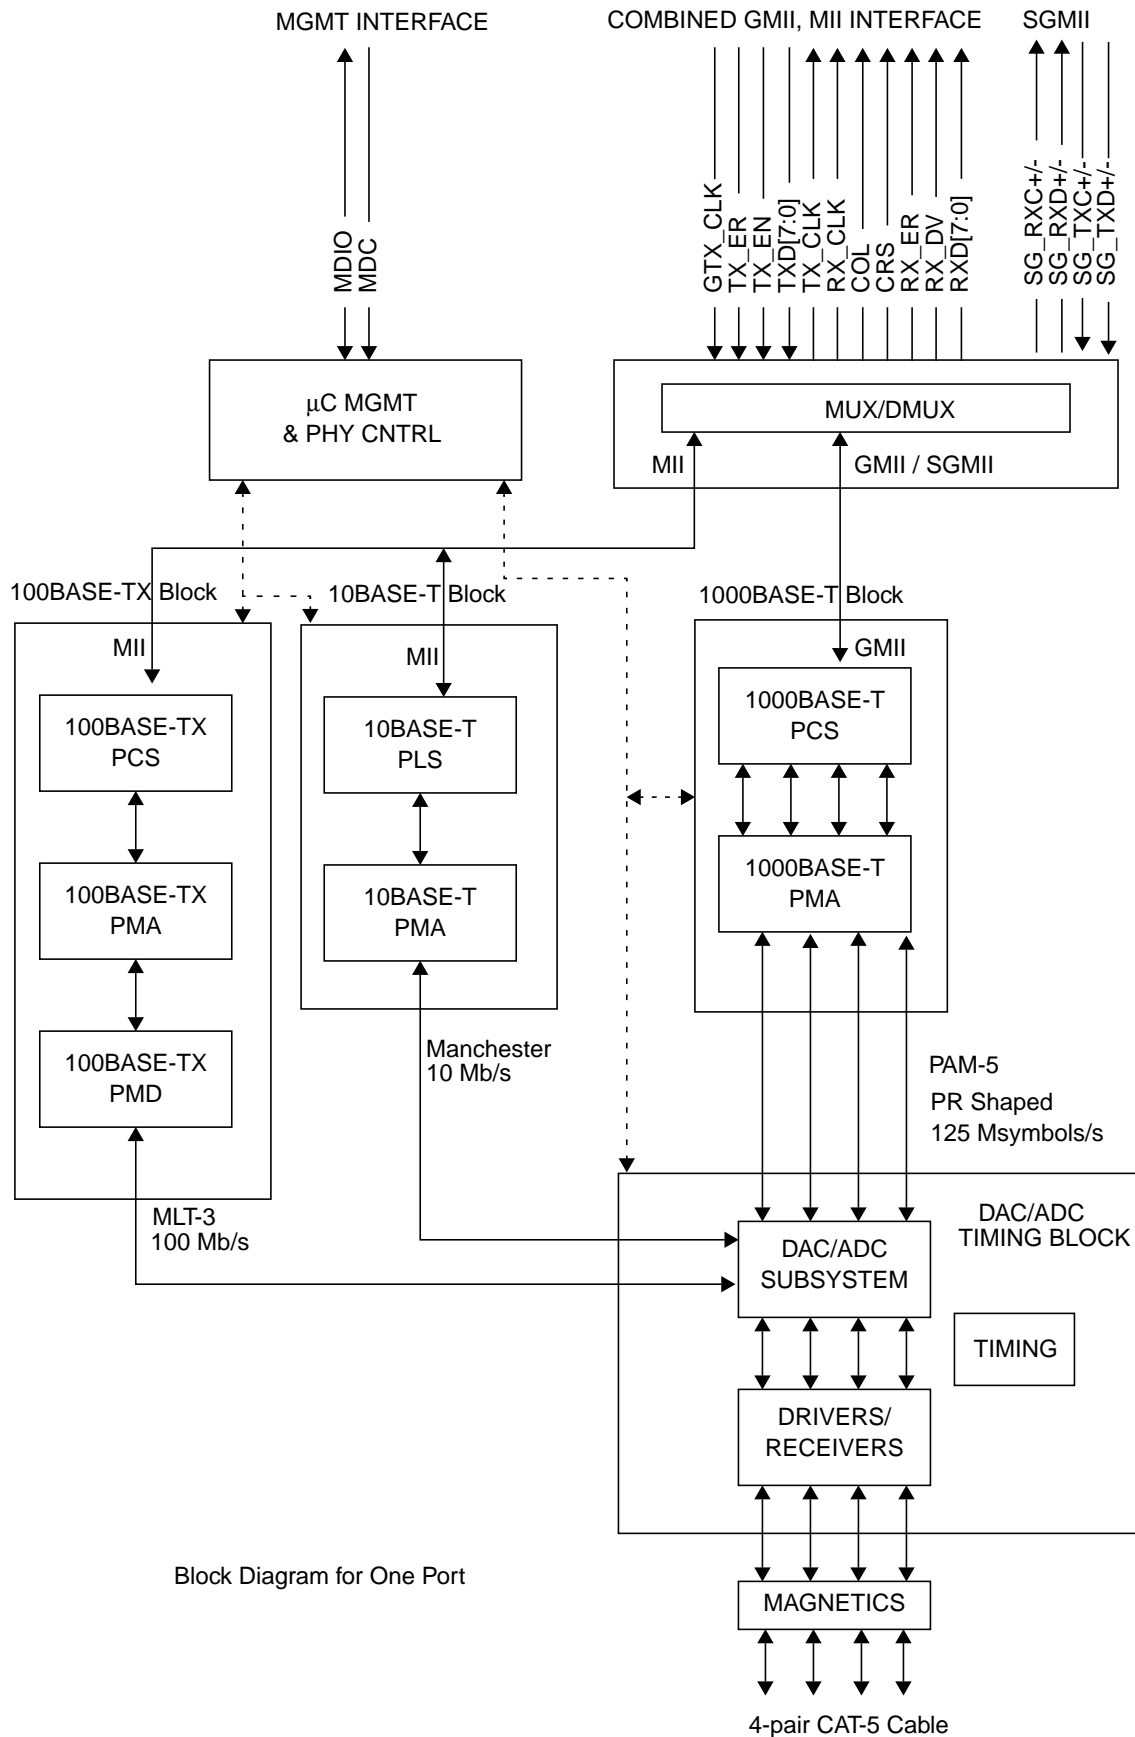 MGMT INTERFACE
COMBINED GMII, MII INTERFACE
SGMII
MDIO
MDC
GTX_CLK
TX_ER
TX_EN
TXD[7:0]
TX_CLK
RX_CLK
COL
CRS
RX_ER
RX_DV
RXD[7:0]
SG_RXC+/-
SG_RXD+/-
SG_TXC+/-
SG_TXD+/-
µC MGMT
& PHY CNTRL
MUX/DMUX
MII
GMII / SGMII
100BASE-TX Block
10BASE-T Block
1000BASE-T Block
MII
MII
GMII
100BASE-TX
PCS
10BASE-T
PLS
1000BASE-T
PCS
100BASE-TX
PMA
10BASE-T
PMA
1000BASE-T
PMA
100BASE-TX
PMD
Manchester
10 Mb/s
PAM-5
PR Shaped
125 Msymbols/s
MLT-3
100 Mb/s
DAC/ADC
SUBSYSTEM
DAC/ADC
TIMING BLOCK
TIMING
DRIVERS/
RECEIVERS
Block Diagram for One Port
MAGNETICS
4-pair CAT-5 Cable